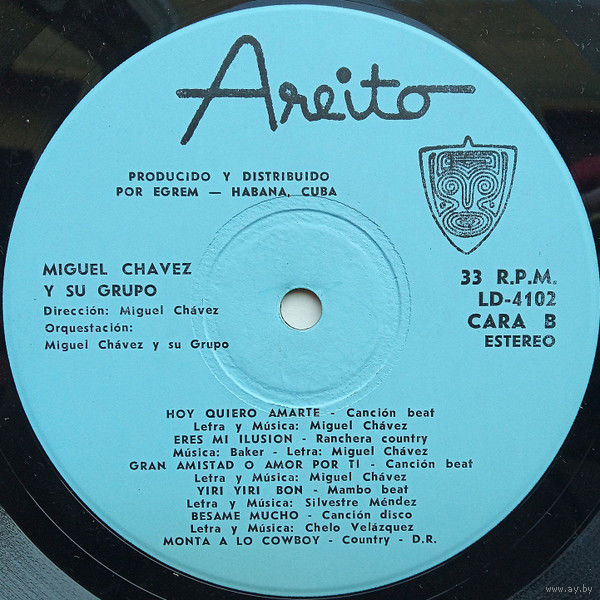 Areito
PRODUCIDO Y DISTRIBUIDO
POR EGREM — HABANA, CUBA
MIGUEL CHAVEZ
Y SU GRUPO
Dirección: Miguel Chávez
Orquestación:
Miguel Chávez y su Grupo
33 R.P.M.
LD-4102
CARA B
ESTEREO
HOY QUIERO AMARTE - Canción beat
Letra y Música: Miguel Chávez
ERES MI ILUSION - Ranchera country
Música: Baker - Letra: Miguel Chávez
GRAN AMISTAD O AMOR POR TI - Canción beat
Letra y Música: Miguel Chávez
YIRI YIRI BON - Mambo beat
Letra y Música: Silvestre Méndez
BESAME MUCHO - Canción disco
Letra y Música: Chelo Velázquez
MONTA A LO COWBOY - Country - D.R.
www.ay.by